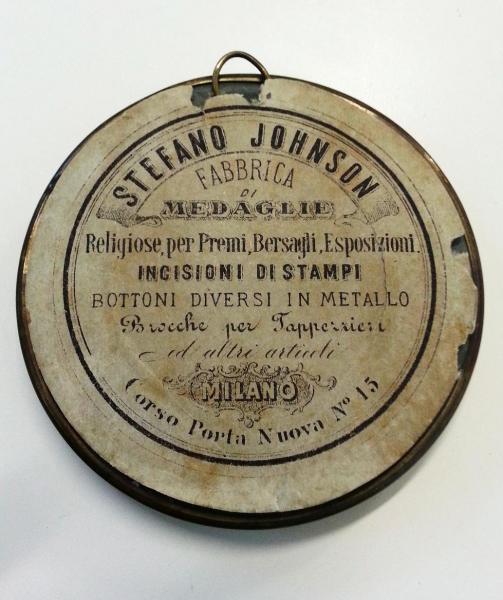 STEFANO JOHNSON
FABBRICA
DI
MEDAGLIE
Religiose, per Premi, Bersagli, Esposizioni.
INCISIONI DI STAMPI
BOTTONI DIVERSI IN METALLO
Brocche per Tappezzieri
ed altri articoli
MILANO
Corso Porta Nuova Nº 15